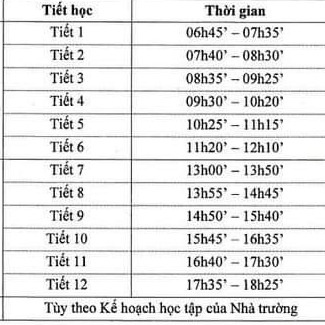 Tiết học Thời gian
Tiết 1 06h45' – 07h35'
Tiết 2 07h40' – 08h30'
Tiết 3 08h35' – 09h25'
Tiết 4 09h30' – 10h20'
Tiết 5 10h25' – 11h15'
Tiết 6 11h20' – 12h10'
Tiết 7 13h00' – 13h50'
Tiết 8 13h55' – 14h45'
Tiết 9 14h50' – 15h40'
Tiết 10 15h45' – 16h35'
Tiết 11 16h40' – 17h30'
Tiết 12 17h35' – 18h25'
Tùy theo Kế hoạch học tập của Nhà trường